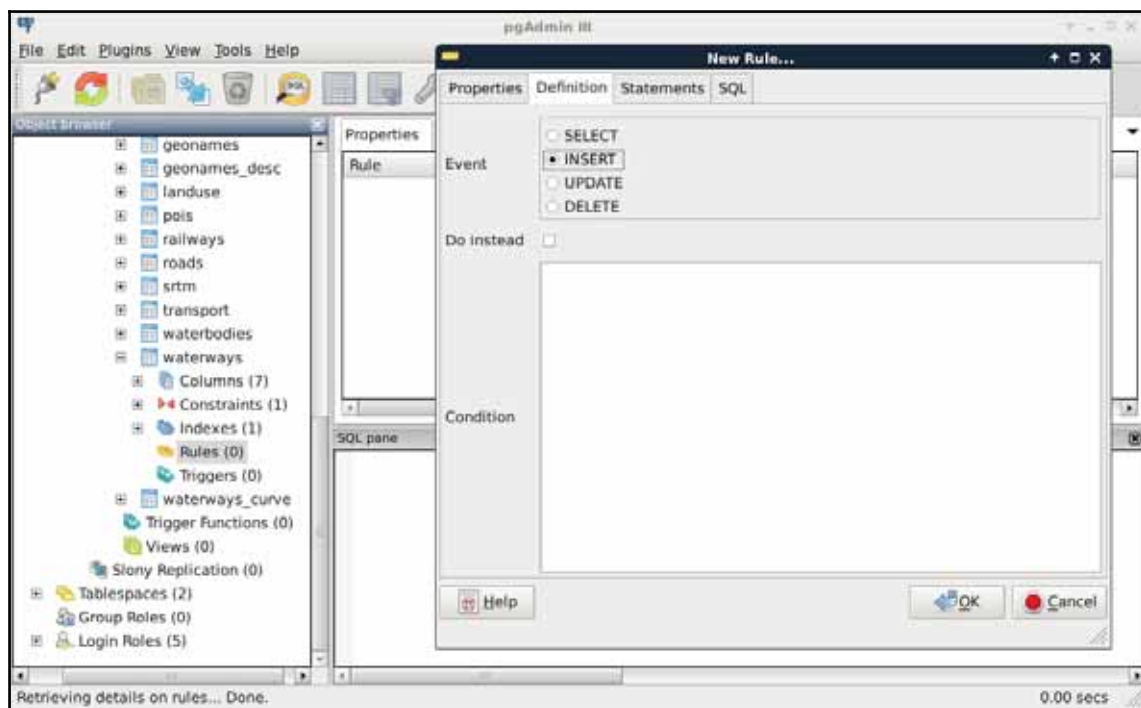 pgAdmin III
File Edit Plugins View Tools Help
SQL
Object browser
geonames
geonames_desc
landuse
pois
railways
roads
srtm
transport
waterbodies
waterways
Columns (7)
Constraints (1)
Indexes (1)
Rules (0)
Triggers (0)
waterways_curve
Trigger Functions (0)
Views (0)
Slony Replication (0)
Tablespaces (2)
Group Roles (0)
Login Roles (5)
Properties
Rule
SQL pane
New Rule...
Properties Definition Statements SQL
Event
SELECT
INSERT
UPDATE
DELETE
Do instead
Condition
Help
OK
Cancel
Retrieving details on rules... Done.
0.00 secs